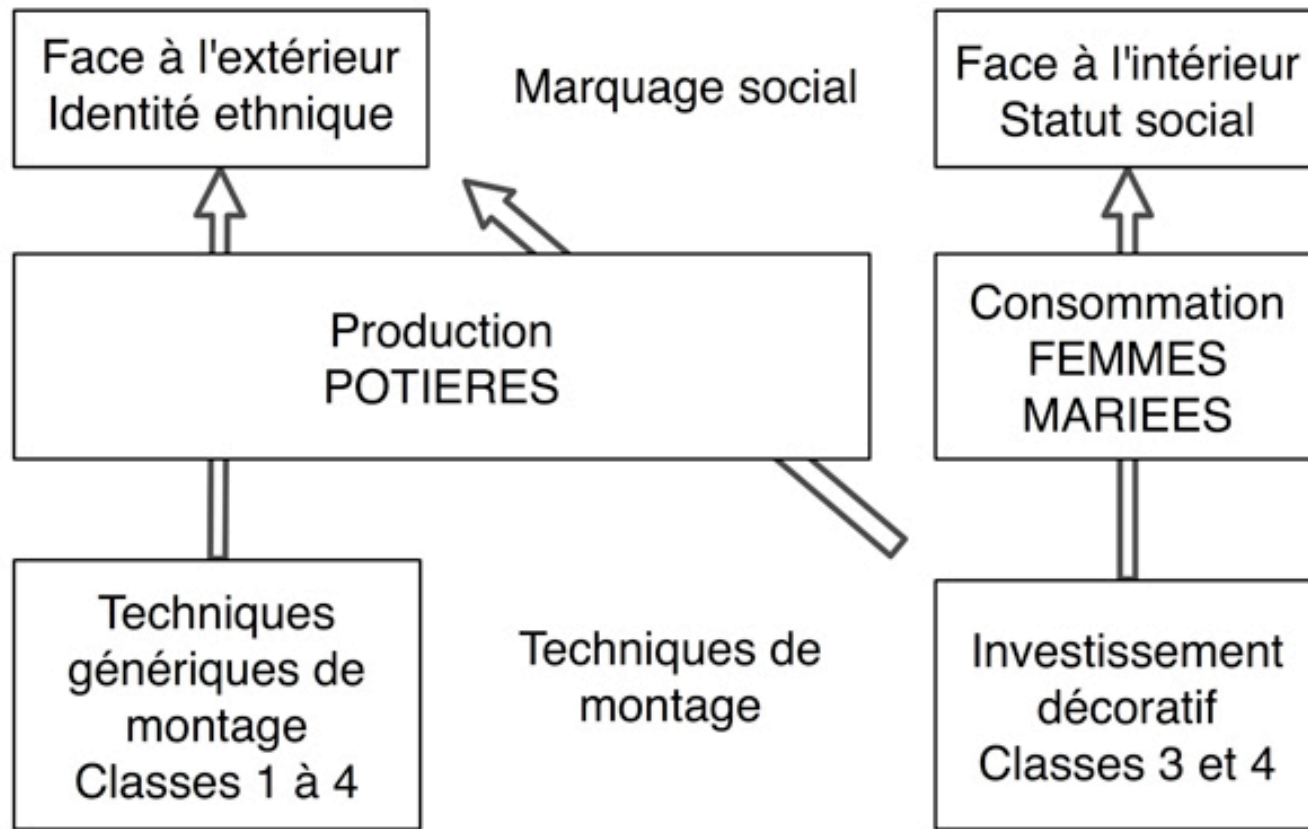 Face à l'extérieur
Identité ethnique
Marquage social
Face à l'intérieur
Statut social
Production
POTIERES
Consommation
FEMMES
MARIEES
Techniques
génériques de
montage
Classes 1 à 4
Techniques de
montage
Investissement
décoratif
Classes 3 et 4